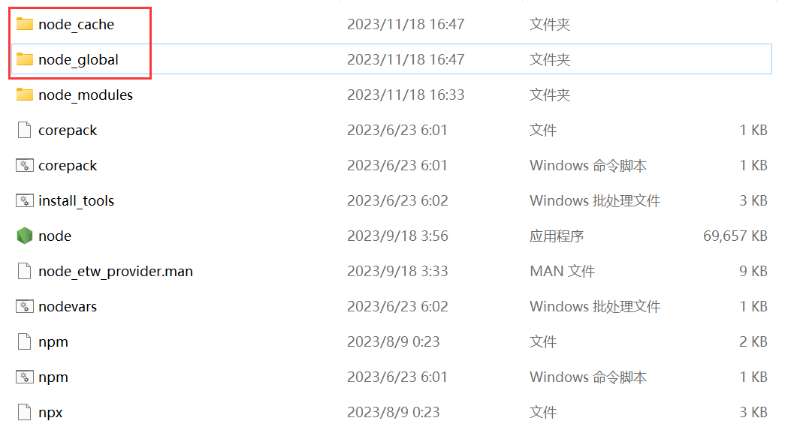 node_cache 2023/11/18 16:47 文件夹
node_global 2023/11/18 16:47 文件夹
node_modules 2023/11/18 16:33 文件夹
corepack 2023/6/23 6:01 文件 1 KB
corepack 2023/6/23 6:01 Windows 命令脚本 1 KB
install_tools 2023/6/23 6:02 Windows 批处理文件 3 KB
node 2023/9/18 3:56 应用程序 69,657 KB
node_etw_provider.man 2023/9/18 3:33 MAN 文件 9 KB
nodevars 2023/6/23 6:02 Windows 批处理文件 1 KB
npm 2023/8/9 0:23 文件 2 KB
npm 2023/6/23 6:01 Windows 命令脚本 1 KB
npx 2023/8/9 0:23 文件 3 KB